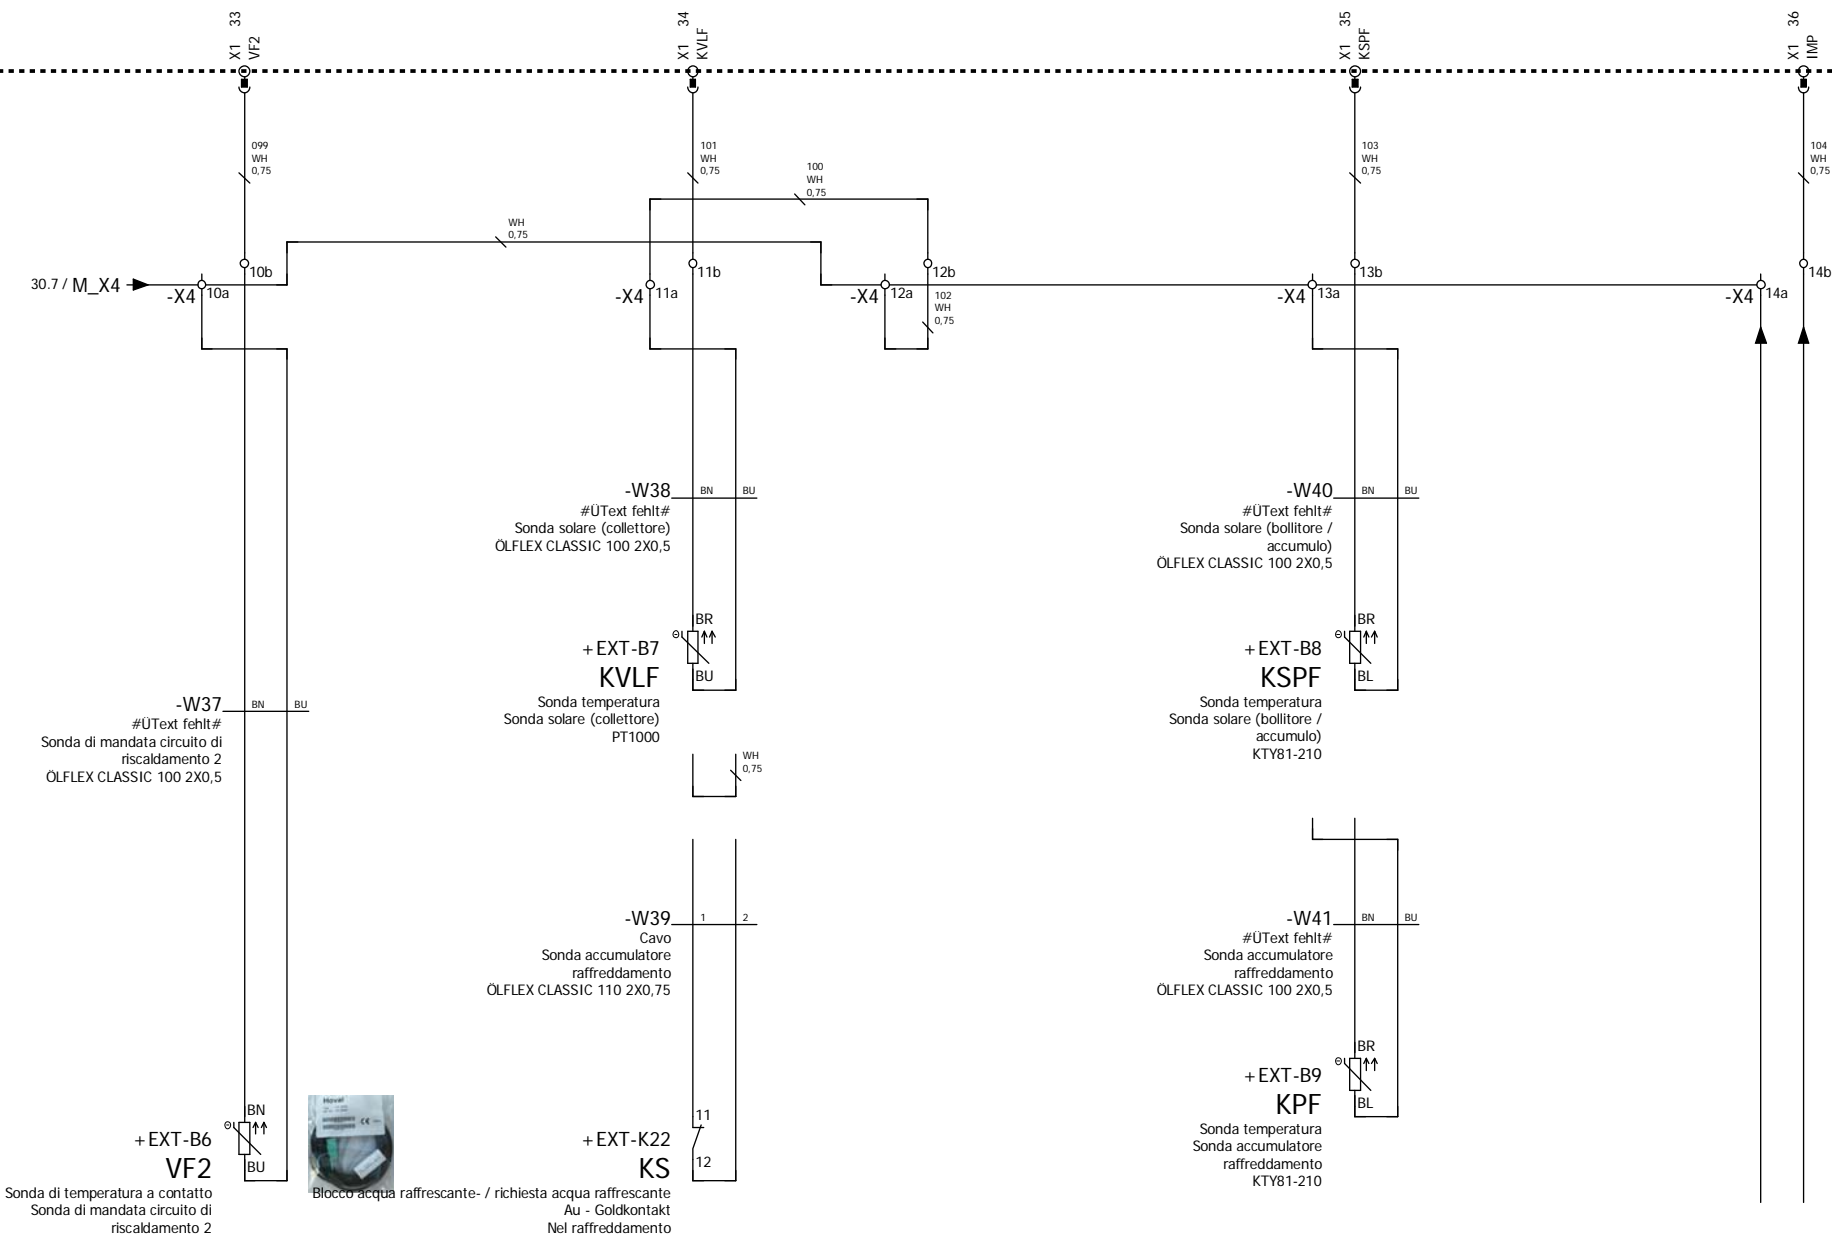 X1 33
VF2
X1 34
KVLF
X1 35
KSPF
X1 36
IMP
099
WH
0,75
101
WH
0,75
100
WH
0,75
103
WH
0,75
104
WH
0,75
WH
0,75
30.7 / M_X4
-X4
10a
10b
-X4
11a
11b
-X4
12a
12b
102
WH
0,75
-X4
13a
13b
-X4
14a
14b
-W38
BN
BU
#ÜText fehlt#
Sonda solare (collettore)
ÖLFLEX CLASSIC 100 2X0,5
-W40
BN
BU
#ÜText fehlt#
Sonda solare (bollitore /
accumulo)
ÖLFLEX CLASSIC 100 2X0,5
BR
Θ
+EXT-B7
KVLF
BU
Sonda temperatura
Sonda solare (collettore)
PT1000
BR
Θ
+EXT-B8
KSPF
BL
Sonda temperatura
Sonda solare (bollitore /
accumulo)
KTY81-210
-W37
BN
BU
#ÜText fehlt#
Sonda di mandata circuito di
riscaldamento 2
ÖLFLEX CLASSIC 100 2X0,5
WH
0,75
-W39
1
2
Cavo
Sonda accumulatore
raffreddamento
ÖLFLEX CLASSIC 110 2X0,75
-W41
BN
BU
#ÜText fehlt#
Sonda accumulatore
raffreddamento
ÖLFLEX CLASSIC 100 2X0,5
BR
Θ
+EXT-B9
KPF
BL
Sonda temperatura
Sonda accumulatore
raffreddamento
KTY81-210
BN
Θ
+EXT-B6
VF2
BU
Sonda di temperatura a contatto
Sonda di mandata circuito di
riscaldamento 2
Hoval
CE
11
+EXT-K22
KS
12
Blocco acqua raffrescante- / richiesta acqua raffrescante
Au - Goldkontakt
Nel raffreddamento